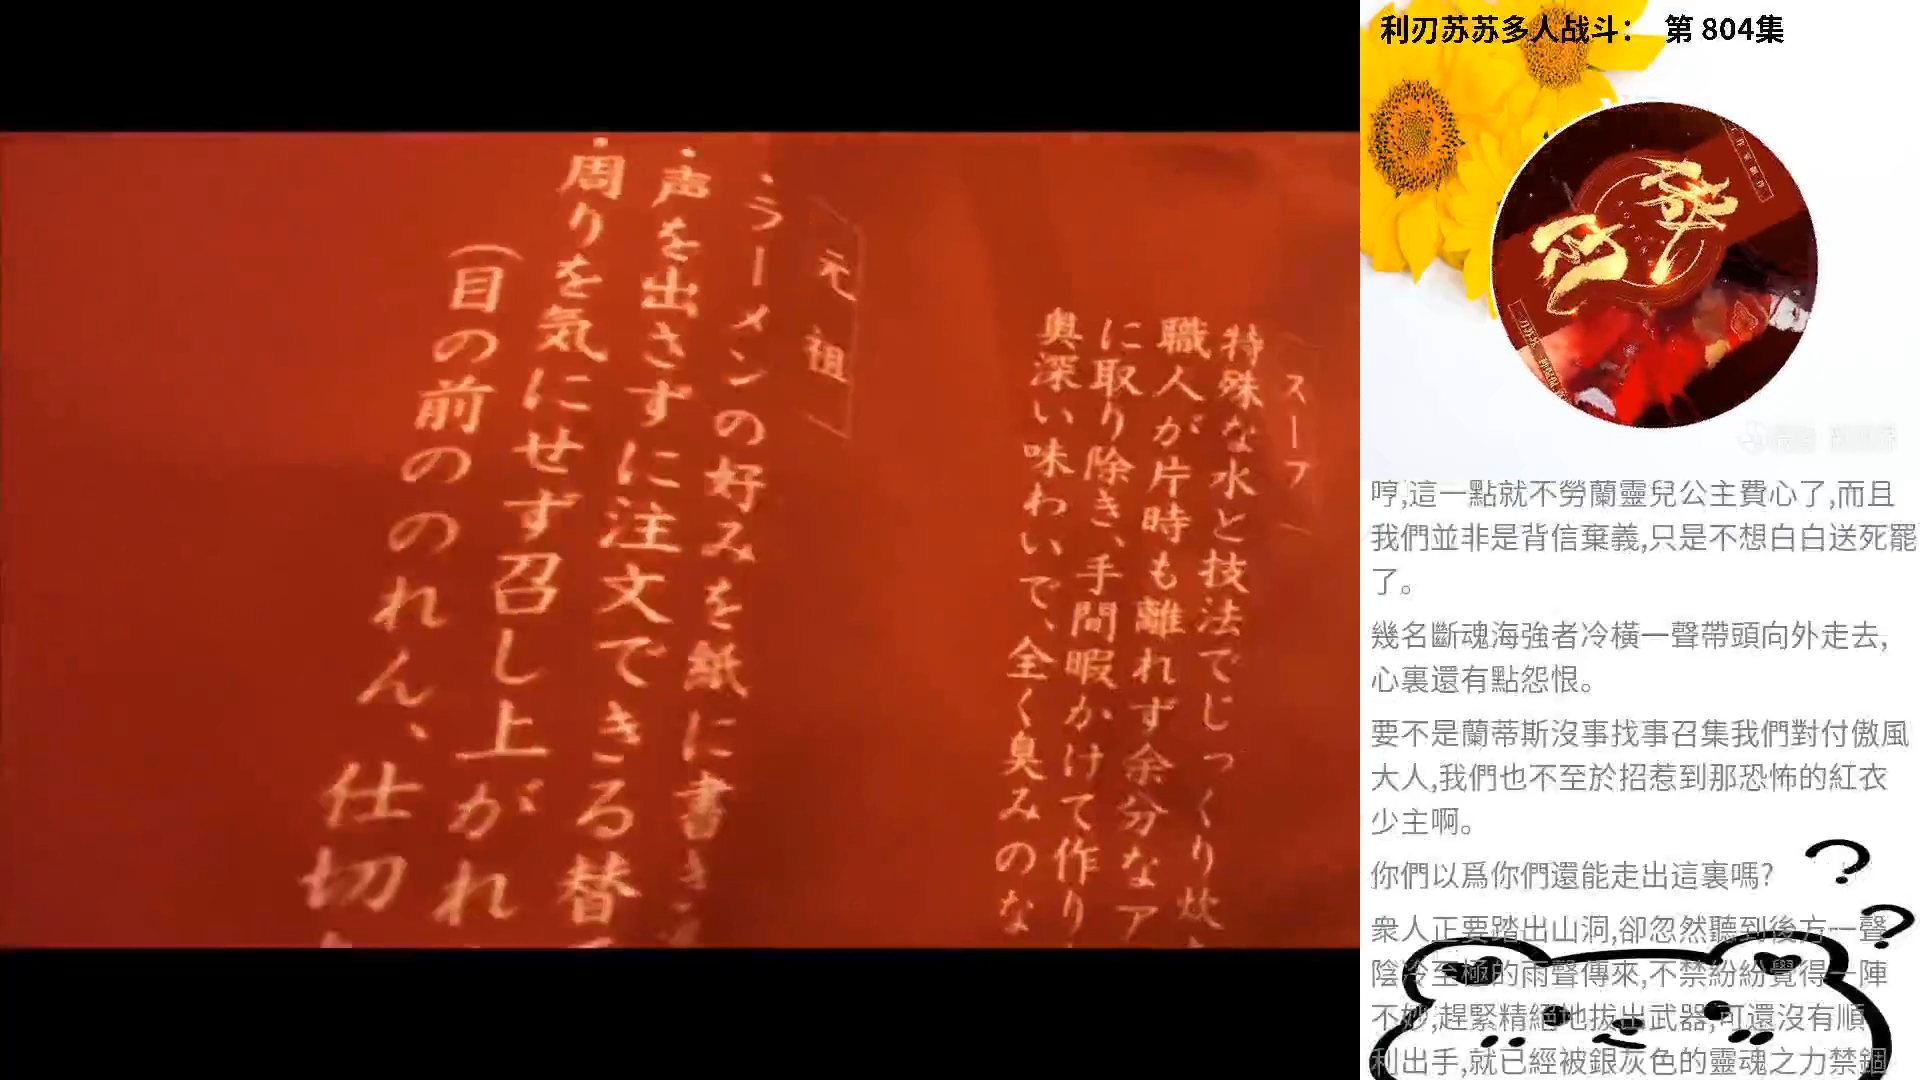 利刃苏苏多人战斗： 第 804集
スープ
特殊な水と技法でじっくり炊
職人が片時も離れず余分なア
に取り除き、手間暇かけて作り
奥深い味わいで、全く臭みのな
元祖
・ラーメンの好みを紙に書き
・声を出さずに注文できる替
・周りを気にせず召し上がれ
（目の前ののれん、仕切
哼,這一點就不勞蘭靈兒公主費心了,而且
我們並非是背信棄義,只是不想白白送死罷
了。
幾名斷魂海強者冷橫一聲帶頭向外走去,
心裏還有點怨恨。
要不是蘭蒂斯沒事找事召集我們對付傲風
大人,我們也不至於招惹到那恐怖的紅衣
少主啊。
你們以爲你們還能走出這裏嗎?
衆人正要踏出山洞,卻忽然聽到後方一聲
陰冷至極的雨聲傳來,不禁紛紛覺得一陣
不妙,趕緊精絕地拔出武器,可還沒有順
利出手,就已經被銀灰色的靈魂之力禁錮